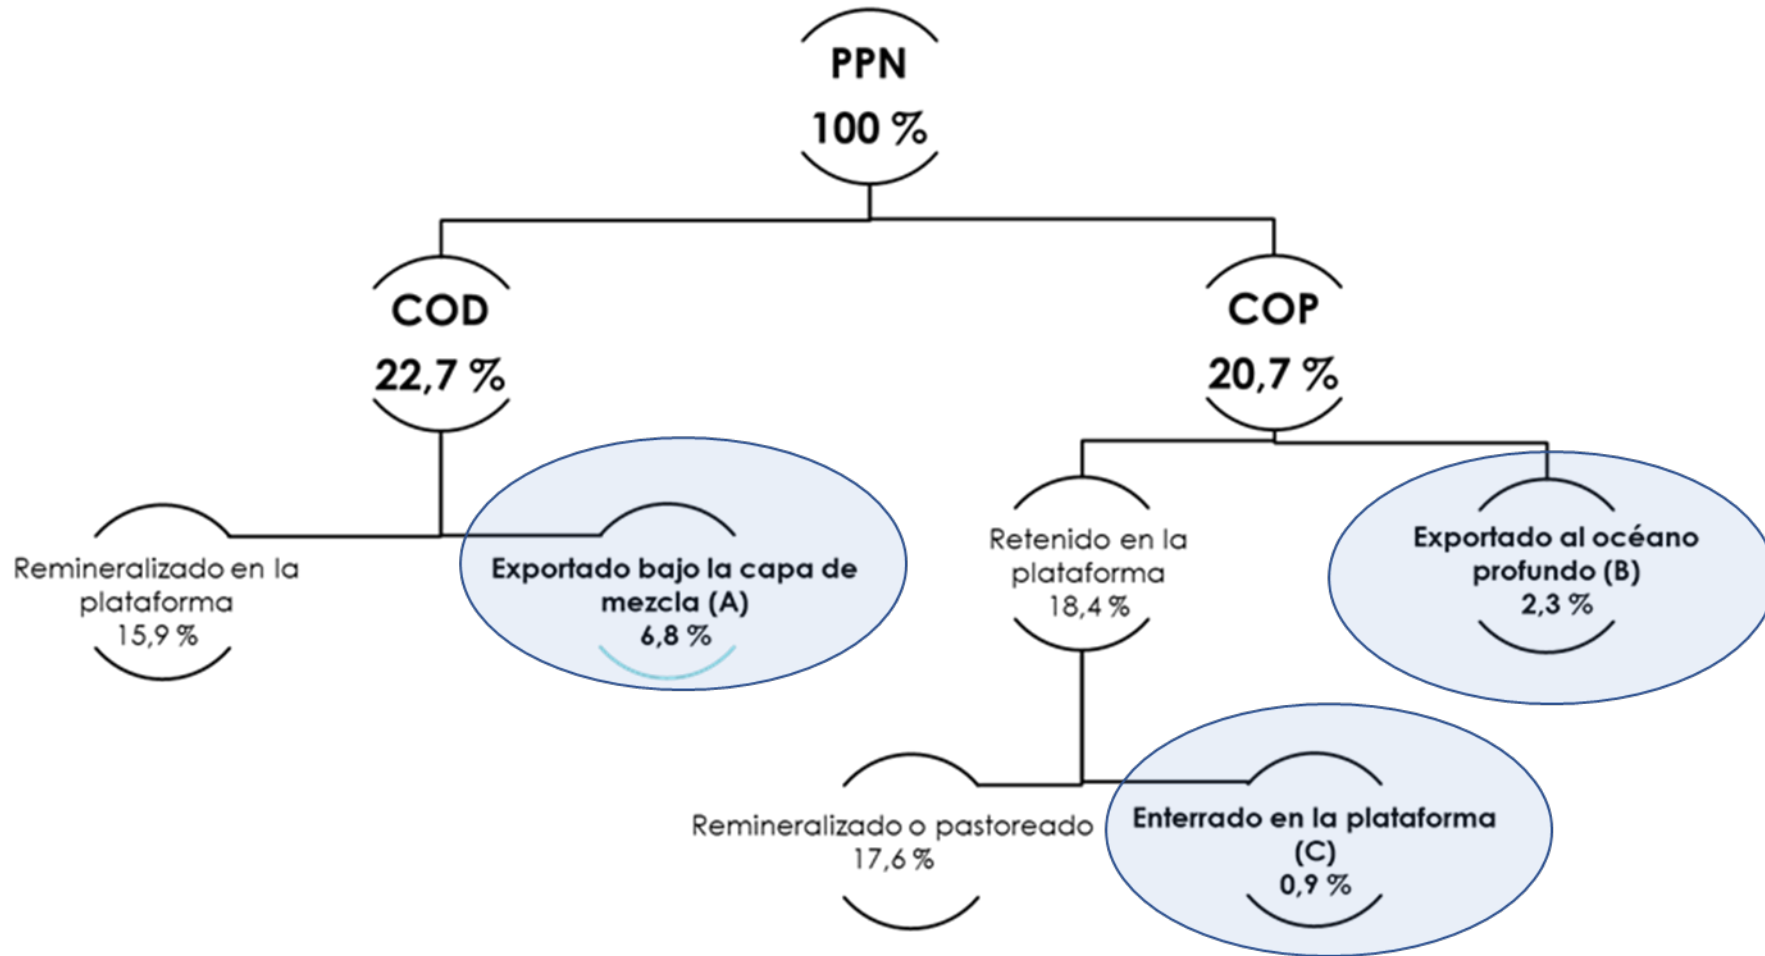 PPN
100 %
COD
22,7 %
COP
20,7 %
Remineralizado en la
plataforma
15,9 %
Exportado bajo la capa de
mezcla (A)
6,8 %
Retenido en la
plataforma
18,4 %
Exportado al océano
profundo (B)
2,3 %
Remineralizado o pastoreado
17,6 %
Enterrado en la plataforma
(C)
0,9 %